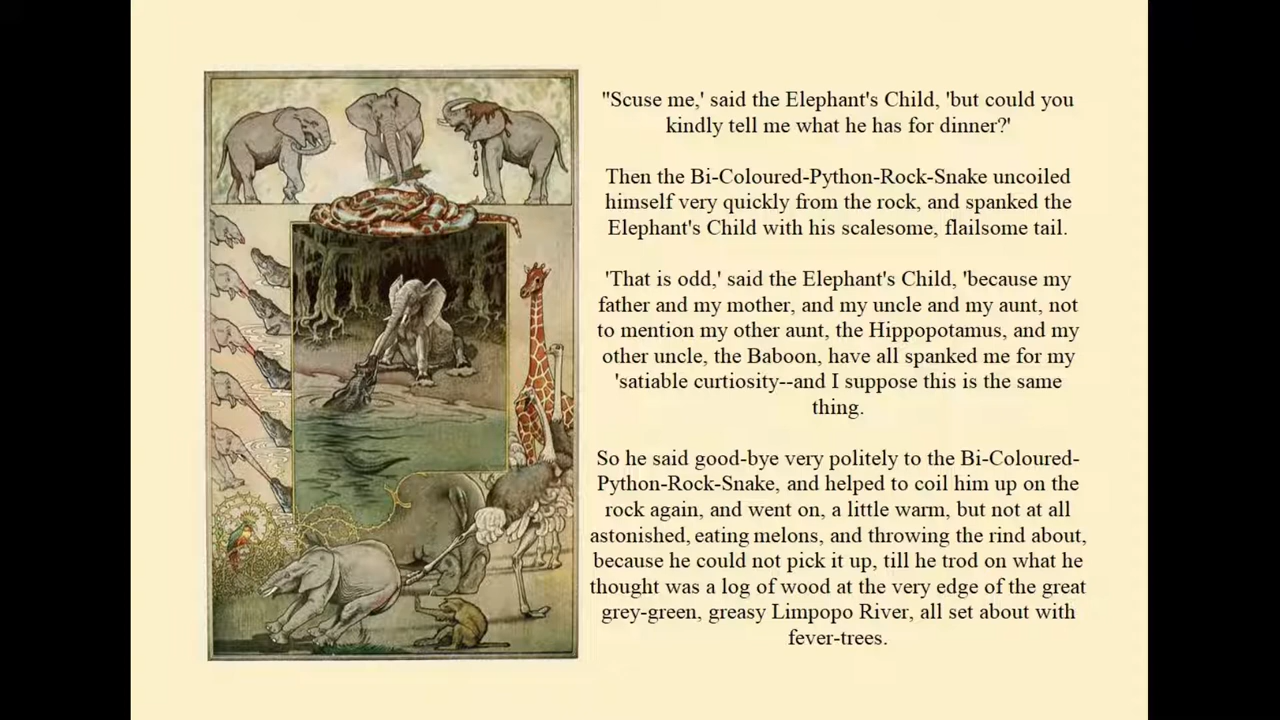 "Scuse me,' said the Elephant's Child, 'but could you
kindly tell me what he has for dinner?'
Then the Bi-Coloured-Python-Rock-Snake uncoiled
himself very quickly from the rock, and spanked the
Elephant's Child with his scalesome, flailsome tail.
'That is odd,' said the Elephant's Child, 'because my
father and my mother, and my uncle and my aunt, not
to mention my other aunt, the Hippopotamus, and my
other uncle, the Baboon, have all spanked me for my
'satiable curtiosity--and I suppose this is the same
thing.
So he said good-bye very politely to the Bi-Coloured-
Python-Rock-Snake, and helped to coil him up on the
rock again, and went on, a little warm, but not at all
astonished, eating melons, and throwing the rind about,
because he could not pick it up, till he trod on what he
thought was a log of wood at the very edge of the great
grey-green, greasy Limpopo River, all set about with
fever-trees.